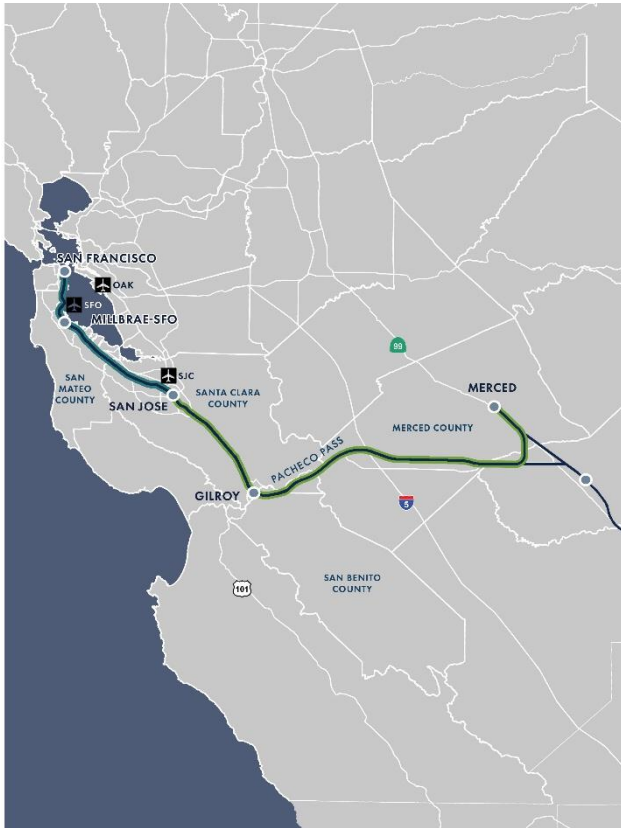 SAN FRANCISCO
OAK
SFO
MILLBRAE-SFO
99
SJC
SAN
MATEO
COUNTY
SANTA CLARA
COUNTY
SAN JOSE
MERCED
MERCED COUNTY
PACHECO PASS
GILROY
5
SAN BENITO
COUNTY
101